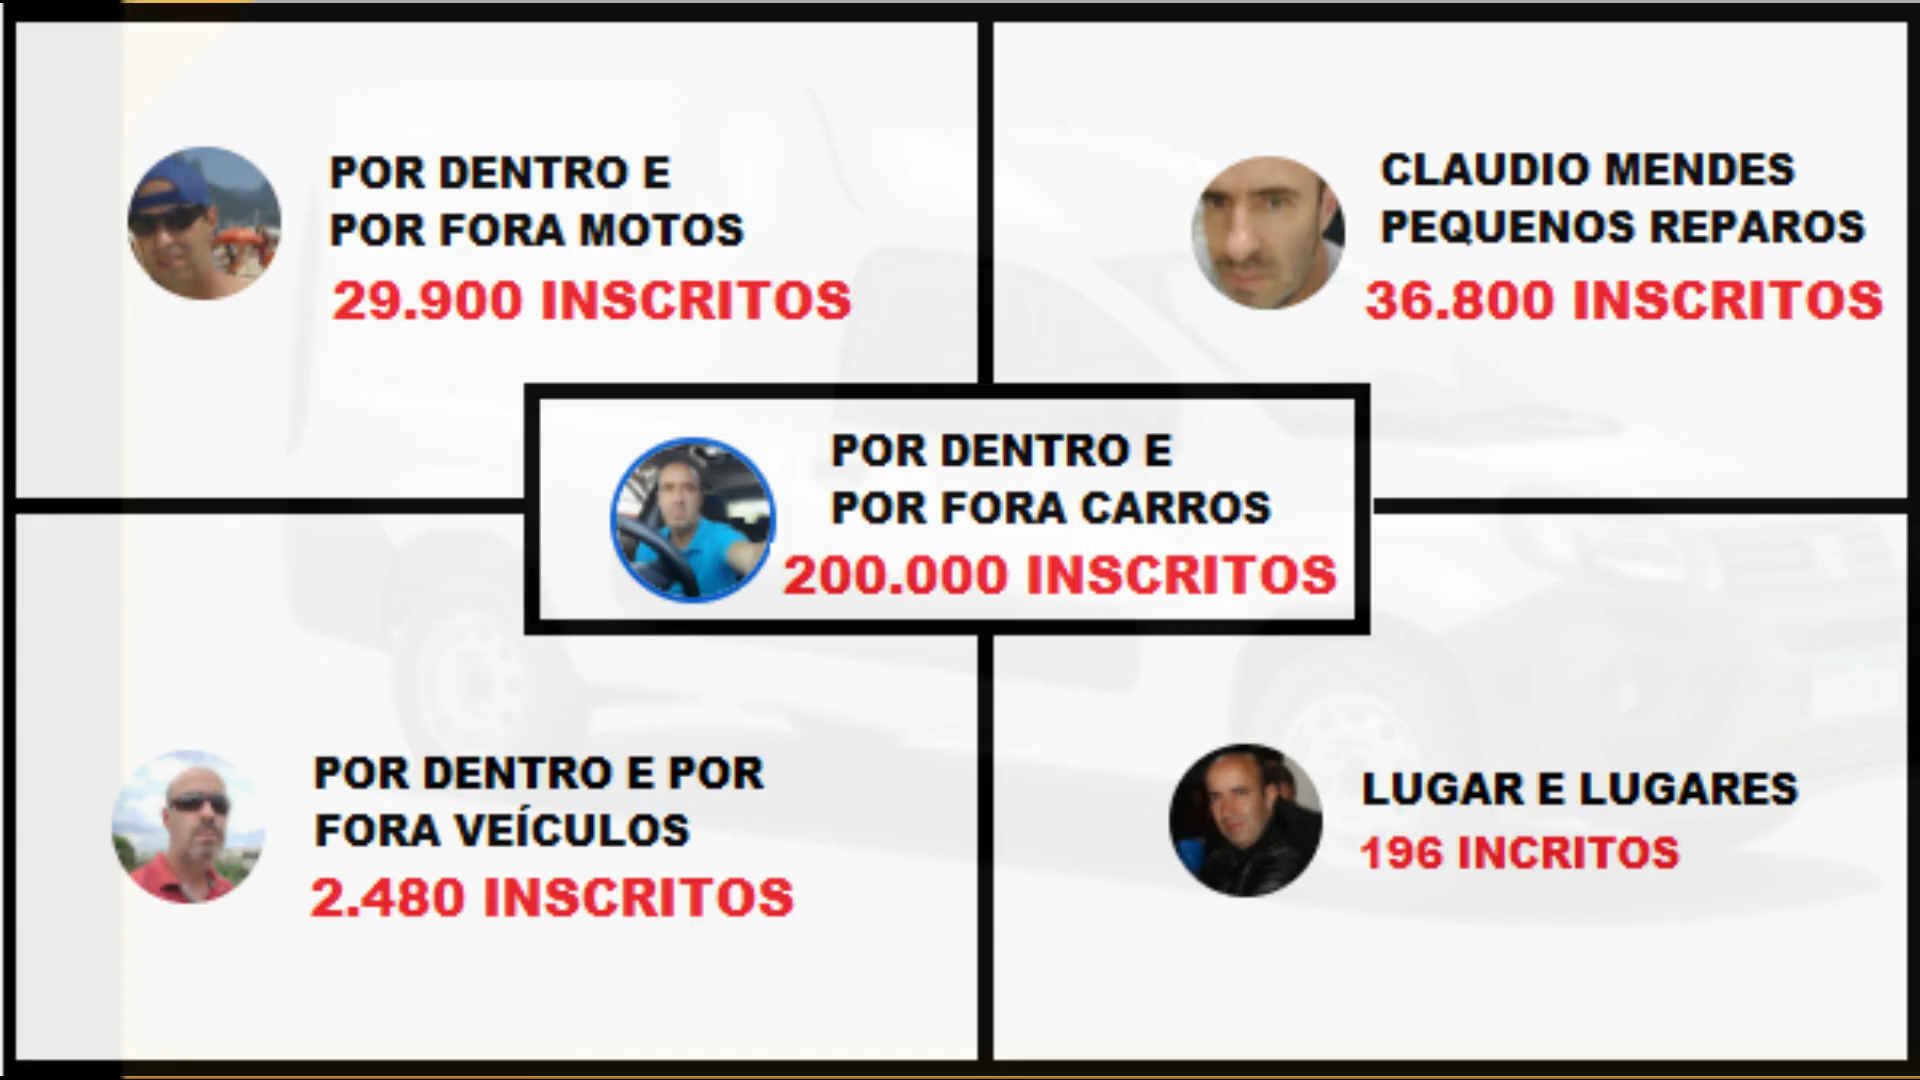 POR DENTRO E
POR FORA MOTOS
29.900 INSCRITOS
CLAUDIO MENDES
PEQUENOS REPAROS
36.800 INSCRITOS
POR DENTRO E
POR FORA CARROS
200.000 INSCRITOS
POR DENTRO E POR
FORA VEÍCULOS
2.480 INSCRITOS
LUGAR E LUGARES
196 INCRITOS